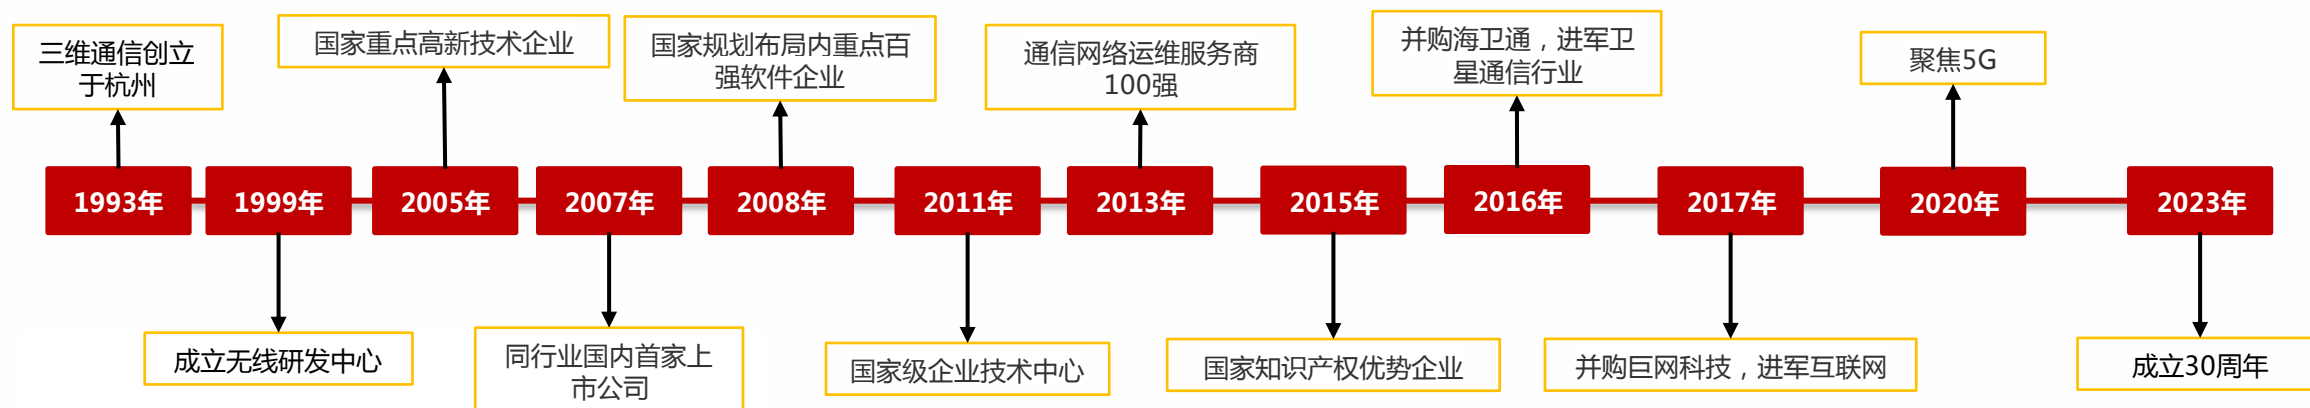 三维通信创立
于杭州
国家重点高新技术企业
国家规划布局内重点百
强软件企业
通信网络运维服务商
100强
并购海卫通，进军卫
星通信行业
聚焦5G
1993年
1999年
2005年
2007年
2008年
2011年
2013年
2015年
2016年
2017年
2020年
2023年
成立无线研发中心
同行业国内首家上
市公司
国家级企业技术中心
国家知识产权优势企业
并购巨网科技，进军互联网
成立30周年